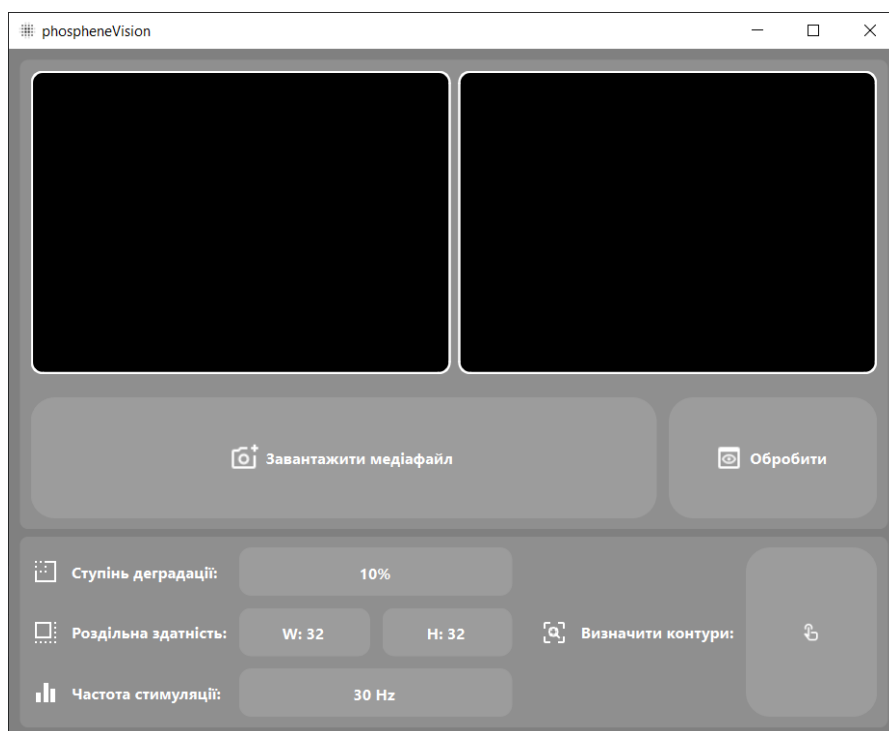 phospheneVision
Завантажити медіафайл
Обробити
Ступінь деградації:
10%
Роздільна здатність:
W: 32
H: 32
Визначити контури:
Частота стимуляції:
30 Hz